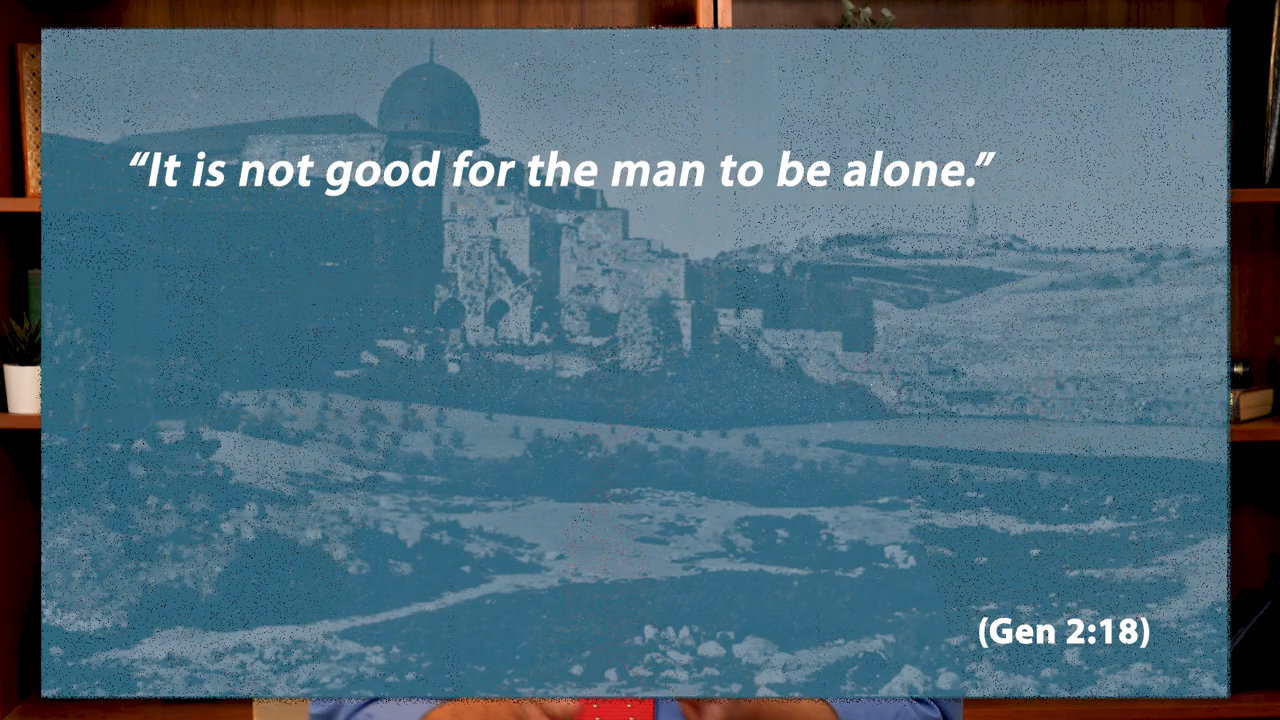 “It is not good for the man to be alone.”
(Gen 2:18)